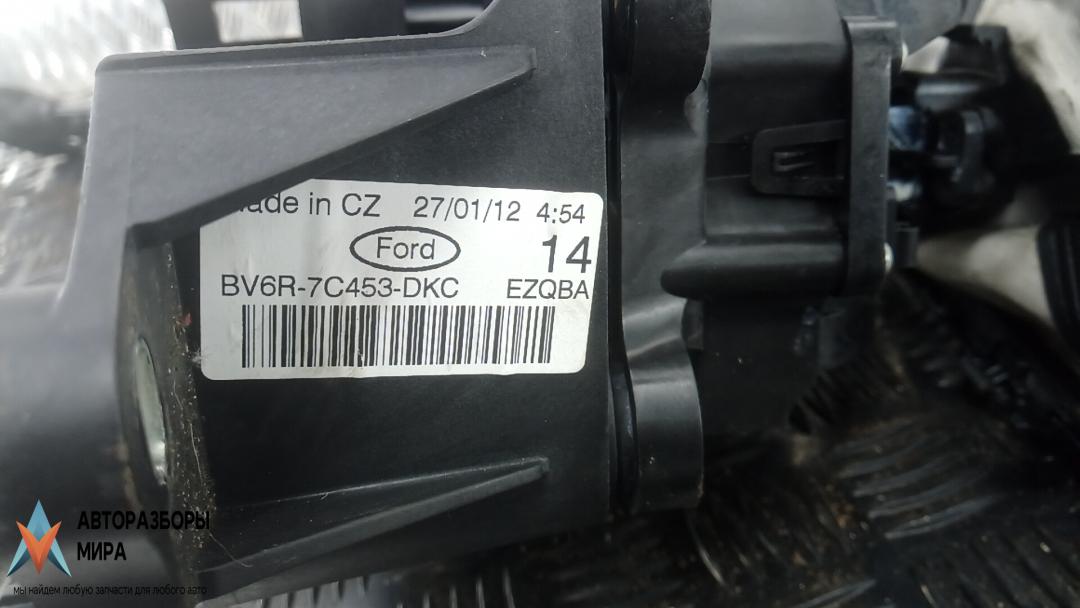 in CZ 27/01/12 4:54
Ford 14
BV6R-7C453-DKC EZQBA
АВТОРАЗБОРЫ
МИРА
мы найдем любую запчасти для любого авто